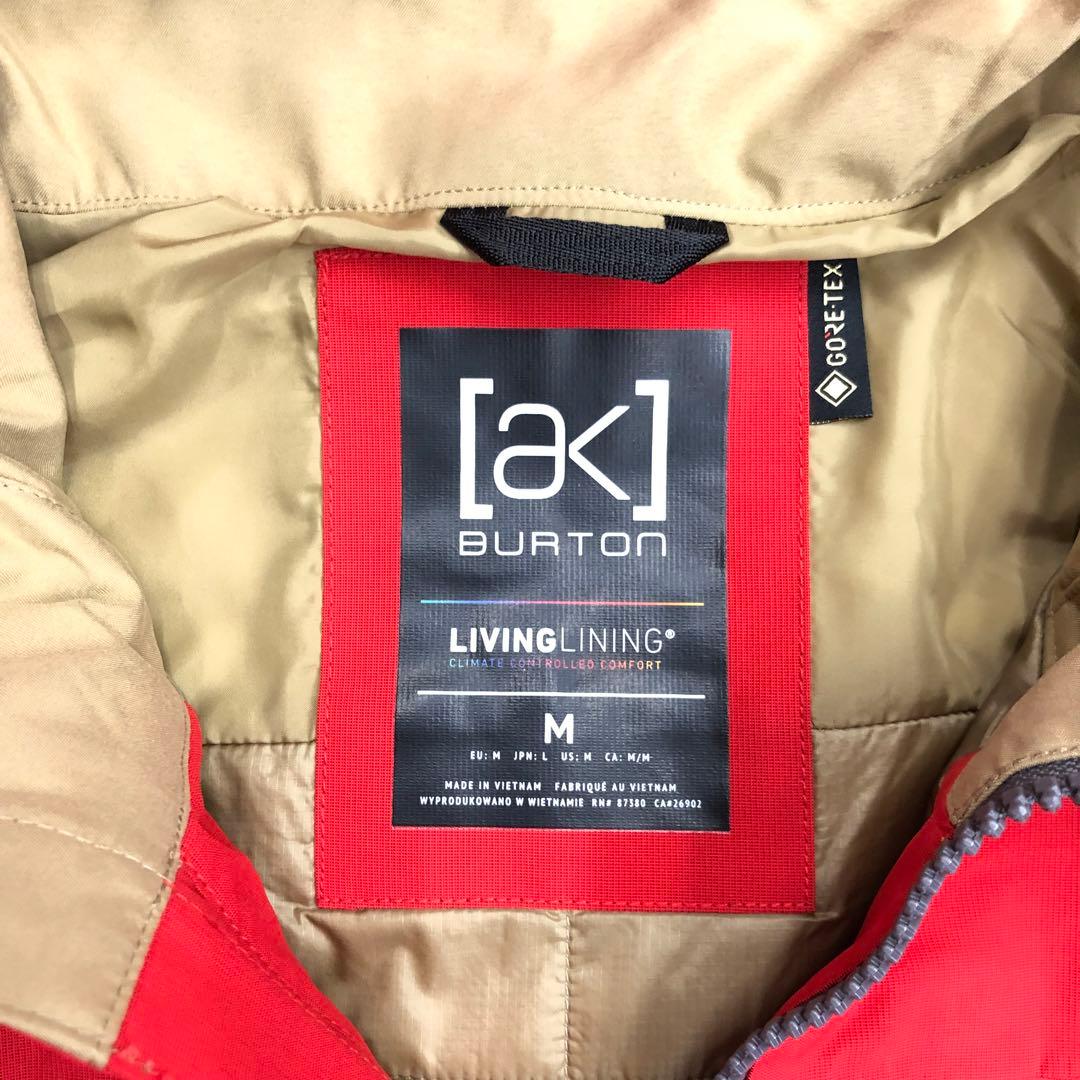 [ak]
BURTON
LIVINGLINING®
CLIMATE CONTROLLED COMFORT
M
EU: M JPN: L US: M CA: M/M
MADE IN VIETNAM FABRIQUÉ AU VIETNAM
WYPRODUKOWANO W WIETNAMIE RN# 87380 CA#26902
GORE-TEX